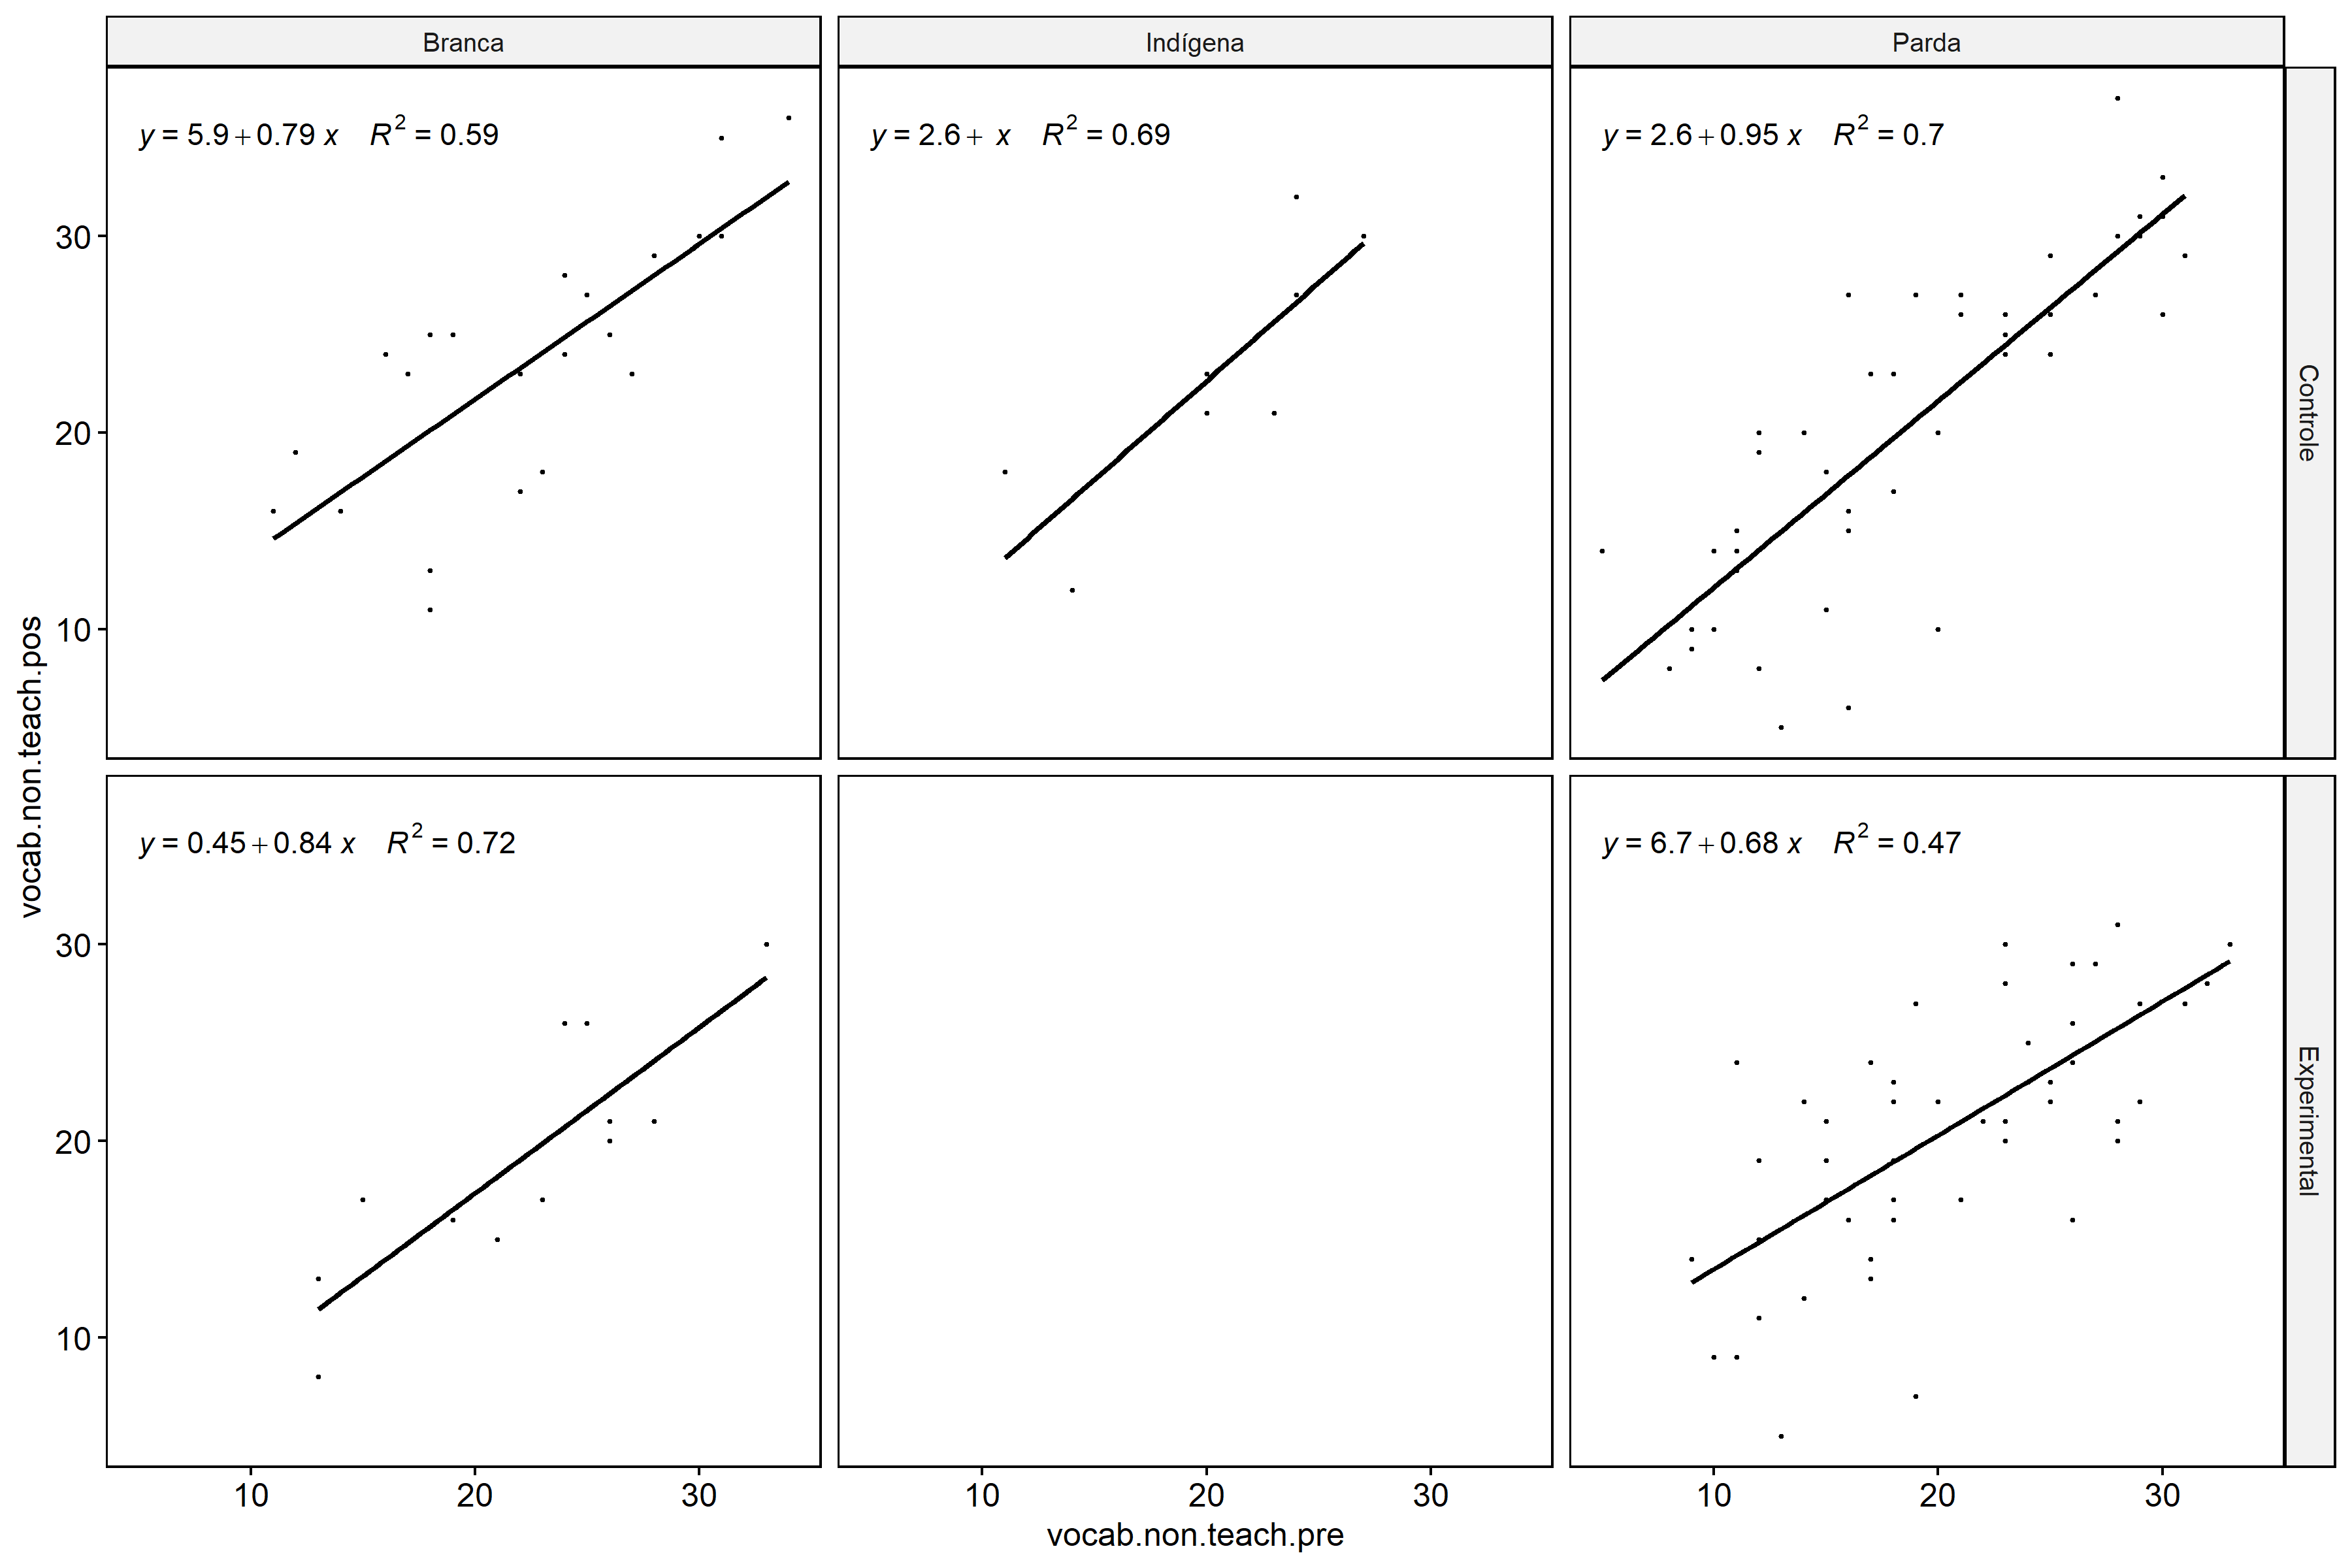 Branca
Indígena
Parda
y = 5.9 + 0.79 x R² = 0.59
y = 2.6 + x R² = 0.69
y = 2.6 + 0.95 x R² = 0.7
Controle
30
20
10
y = 0.45 + 0.84 x R² = 0.72
y = 6.7 + 0.68 x R² = 0.47
Experimental
30
20
10
vocab.non.teach.pos
10 20 30
10 20 30
10 20 30
vocab.non.teach.pre